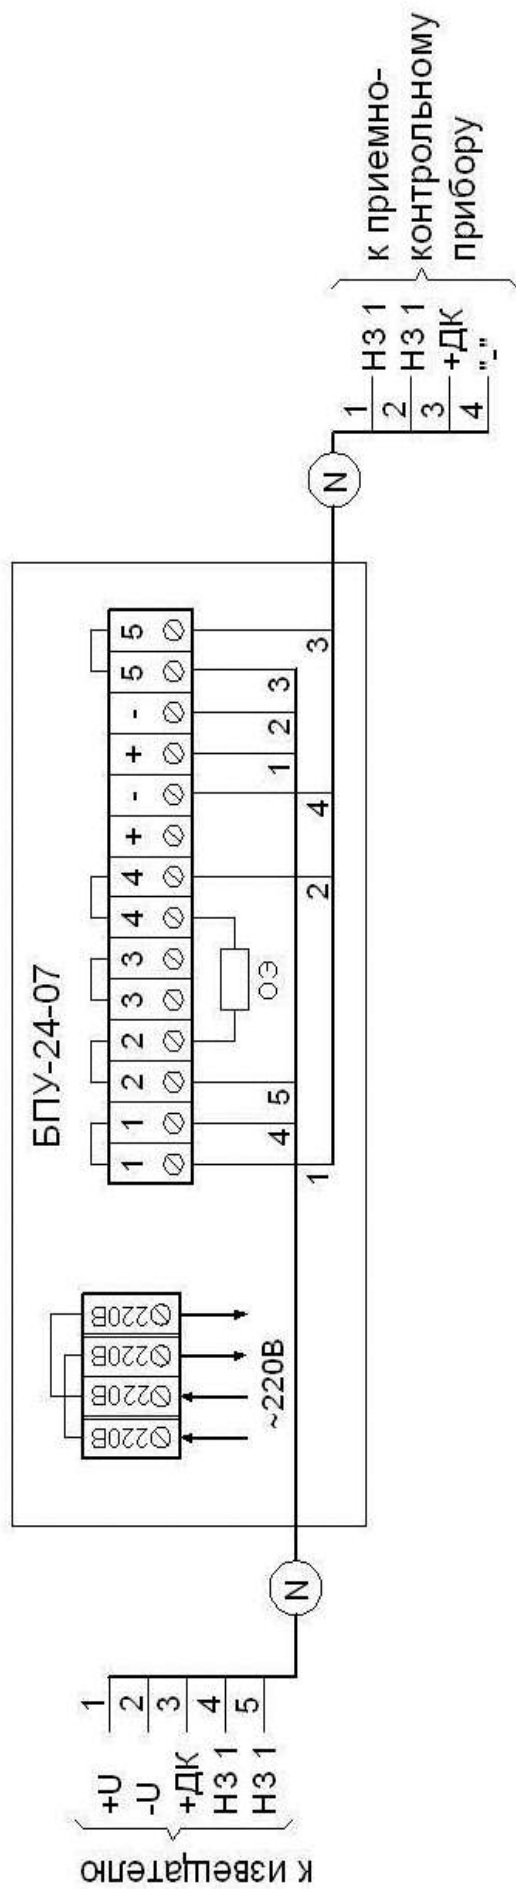 БПУ-24-07
220В 220В 220В 220В
~220В
1 1 2 2 3 3 4 4 + - + - 5 5
ОЭ
4 5 1 2 3
1 2 4 3
N
N
К извещателю
+U 1
-U 2
+ДК 3
НЗ 1 4
НЗ 1 5
1 НЗ 1
2 НЗ 1
3 +ДК
4 "-"
к приемно-
контрольному
прибору